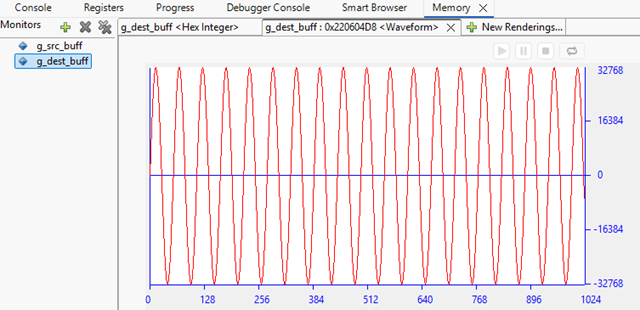 Console Registers Progress Debugger Console Smart Browser Memory
Monitors
g_dest_buff <Hex Integer> g_dest_buff : 0x220604D8 <Waveform> New Renderings...
g_src_buff
g_dest_buff
32768
16384
0
-16384
-32768
0 128 256 384 512 640 768 896 1024